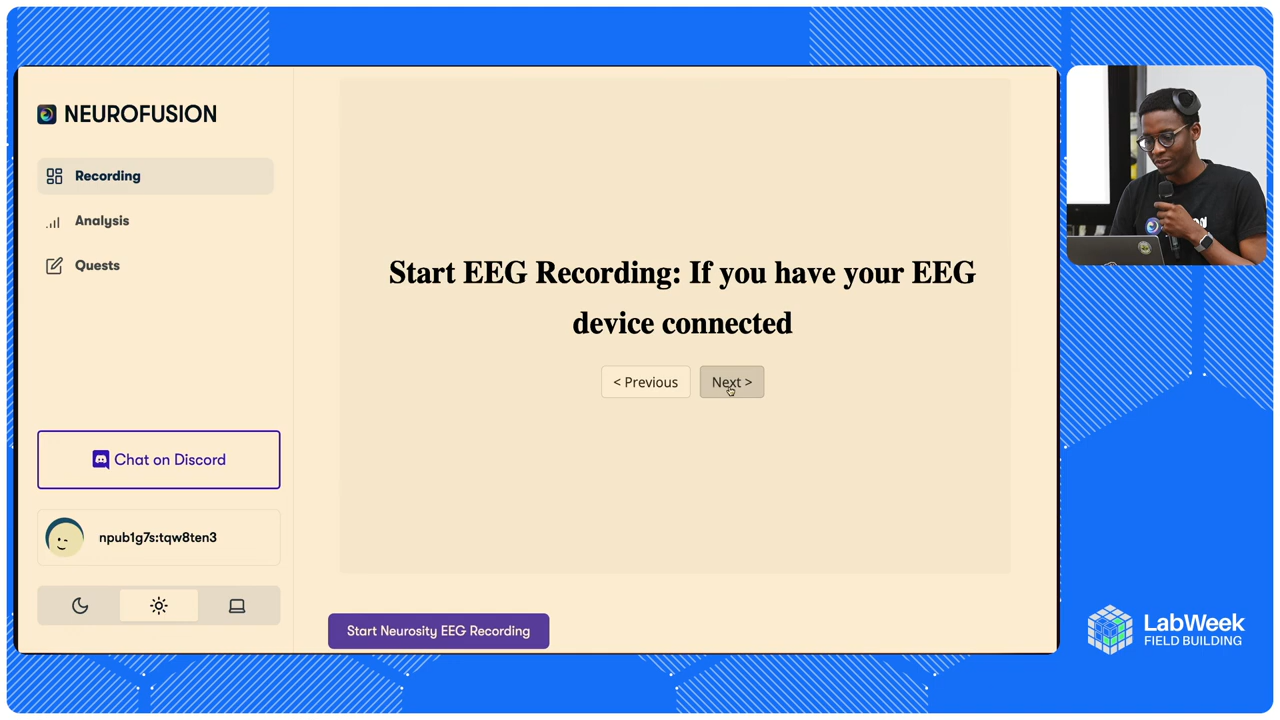 NEUROFUSION
Recording
Analysis
Quests
Chat on Discord
npub1g7s:tqw8ten3
Start EEG Recording: If you have your EEG
device connected
< Previous
Next >
Start Neurosity EEG Recording
LabWeek
FIELD BUILDING